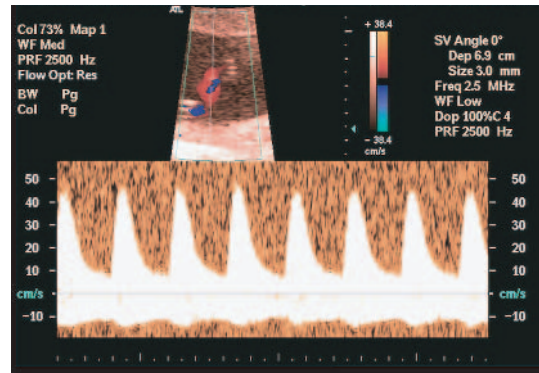 ATL
Col 73% Map 1
WF Med
PRF 2500 Hz
Flow Opt: Res
BW Pg
Col Pg
+ 38.4
- 38.4
cm/s
SV Angle 0°
Dep 6.9 cm
Size 3.0 mm
Freq 2.5 MHz
WF Low
Dop 100%C 4
PRF 2500 Hz
50 50
40 40
30 30
20 20
10 10
cm/s cm/s
-10 -10